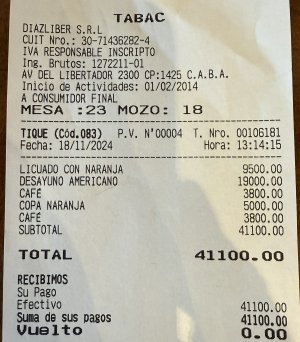 TABAC
DIAZLIBER S.R.L
CUIT Nro.: 30-71436282-4
IVA RESPONSABLE INSCRIPTO
Ing. Brutos: 1272211-01
AV DEL LIBERTADOR 2300 CP:1425 C.A.B.A.
Inicio de Actividades: 01/02/2014
A CONSUMIDOR FINAL
MESA :23 MOZO: 18
TIQUE (Cód.083) P.V. N°00004 T. Nro. 00106181
Fecha: 18/11/2024 Hora: 13:14:15
LICUADO CON NARANJA 9500.00
DESAYUNO AMERICANO 19000.00
CAFÉ 3800.00
COPA NARANJA 5000.00
CAFÉ 3800.00
SUBTOTAL 41100.00
TOTAL 41100.00
RECIBIMOS
Su Pago
Efectivo 41100.00
Suma de sus pagos 41100.00
Vuelto 0.00